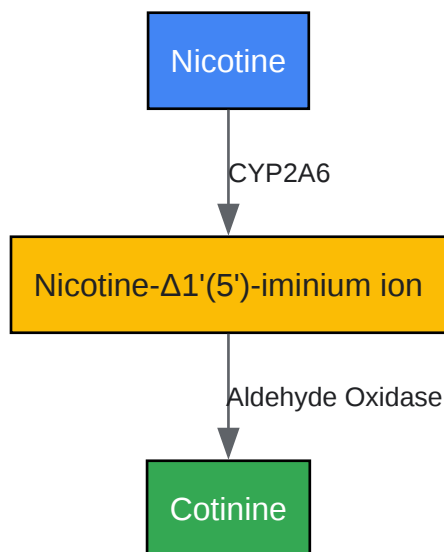 Nicotine
CYP2A6
Nicotine-Δ1'(5')-iminium ion
Aldehyde Oxidase
Cotinine